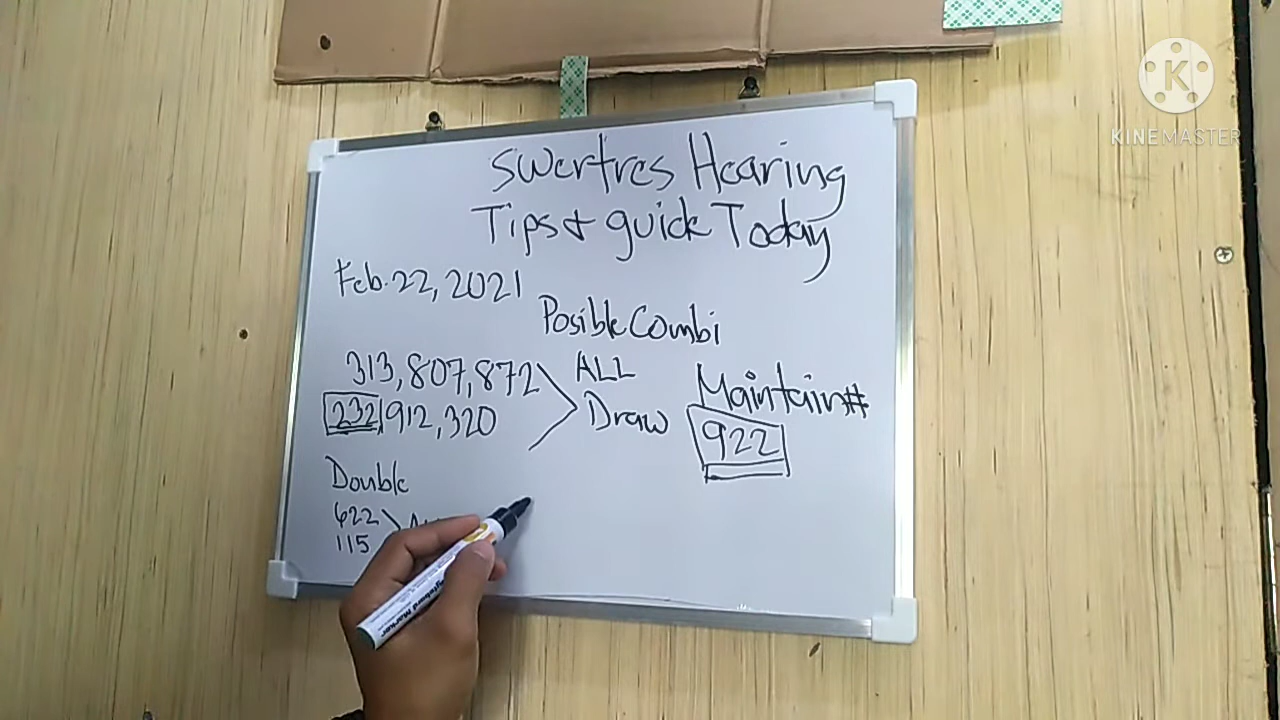 Swertres Hearing
Tips & guick Today
Feb. 22, 2021
Posible Combi
313, 807, 872
232 912, 320
ALL
Draw
Maintain#
922
Double
622
115
KINEMASTER